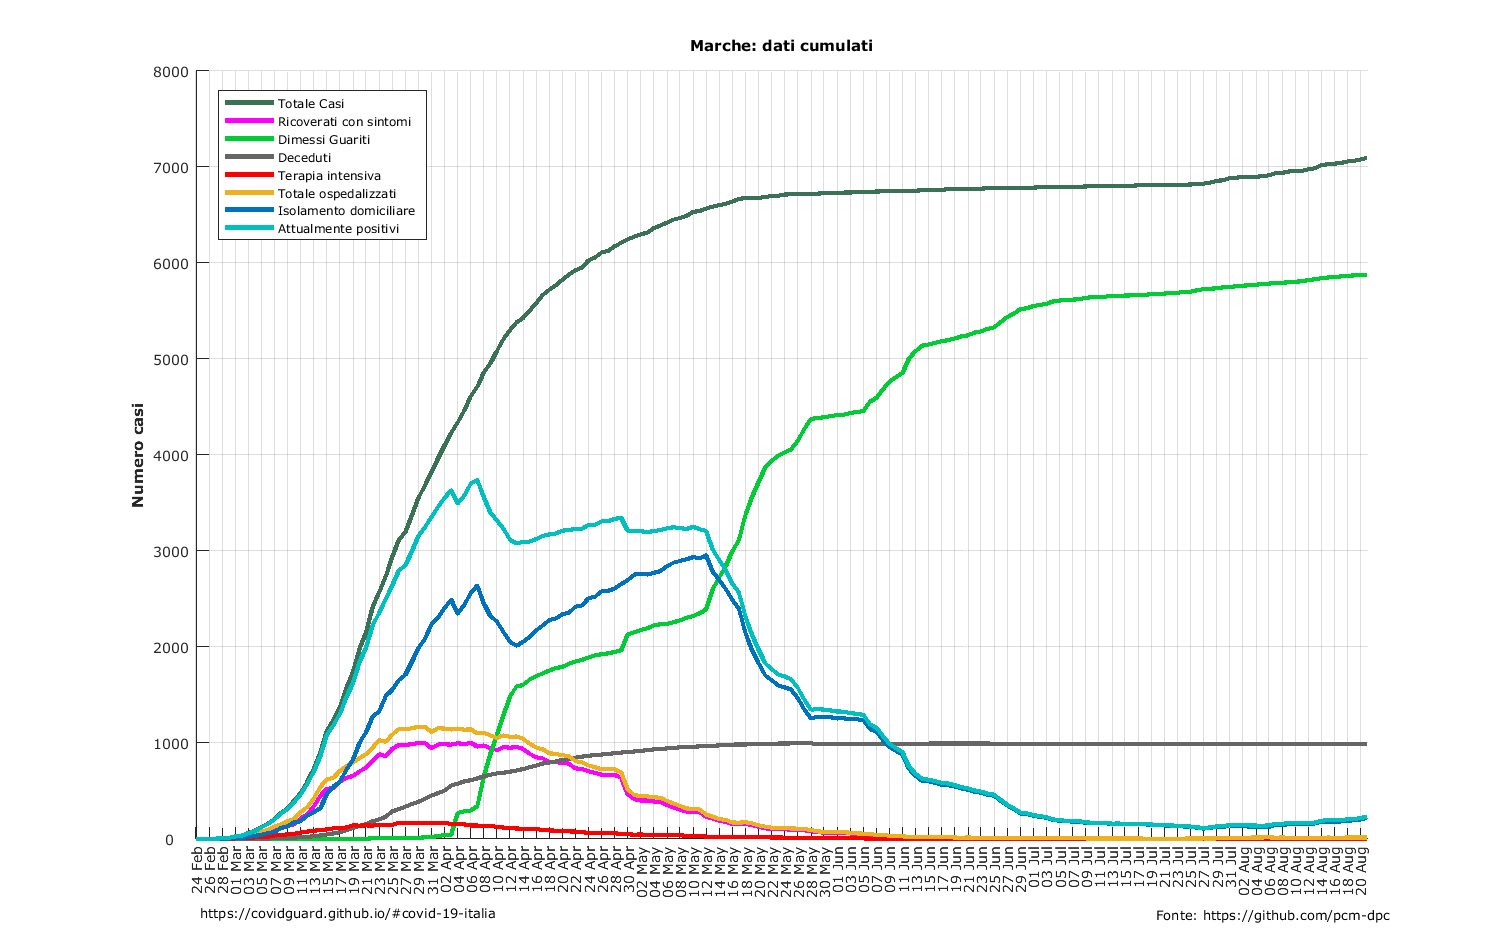 Marche: dati cumulati
8000
7000
6000
5000
4000
3000
2000
1000
0
Numero casi
Totale Casi
Ricoverati con sintomi
Dimessi Guariti
Deceduti
Terapia intensiva
Totale ospedalizzati
Isolamento domiciliare
Attualmente positivi
24 Feb
26 Feb
28 Feb
01 Mar
03 Mar
05 Mar
07 Mar
09 Mar
11 Mar
13 Mar
15 Mar
17 Mar
19 Mar
21 Mar
23 Mar
25 Mar
27 Mar
29 Mar
31 Mar
02 Apr
04 Apr
06 Apr
08 Apr
10 Apr
12 Apr
14 Apr
16 Apr
18 Apr
20 Apr
22 Apr
24 Apr
26 Apr
28 Apr
30 Apr
02 May
04 May
06 May
08 May
10 May
12 May
14 May
16 May
18 May
20 May
22 May
24 May
26 May
28 May
30 May
01 Jun
03 Jun
05 Jun
07 Jun
09 Jun
11 Jun
13 Jun
15 Jun
17 Jun
19 Jun
21 Jun
23 Jun
25 Jun
27 Jun
29 Jun
01 Jul
03 Jul
05 Jul
07 Jul
09 Jul
11 Jul
13 Jul
15 Jul
17 Jul
19 Jul
21 Jul
23 Jul
25 Jul
27 Jul
29 Jul
31 Jul
02 Aug
04 Aug
06 Aug
08 Aug
10 Aug
12 Aug
14 Aug
16 Aug
18 Aug
20 Aug
https://covidguard.github.io/#covid-19-italia
Fonte: https://github.com/pcm-dpc